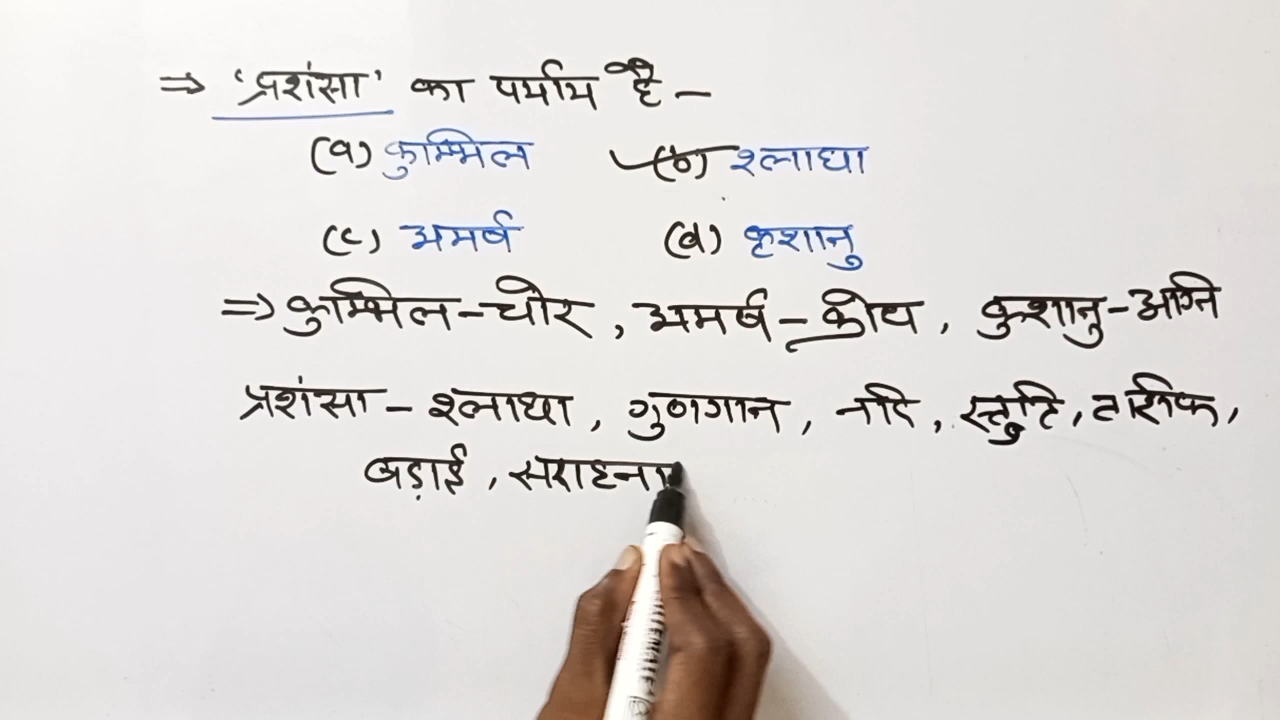 ⇒ 'प्रशंसा' का पर्याय है –
(a) कुम्भिल (b) श्लाघा
(c) अमर्ष (d) कृशानु
⇒ कुम्भिल – चोर, अमर्ष – क्रोध, कृशानु – अग्नि
प्रशंसा – श्लाघा, गुणगान, स्तुति, तारीफ,
बड़ाई, सराहना